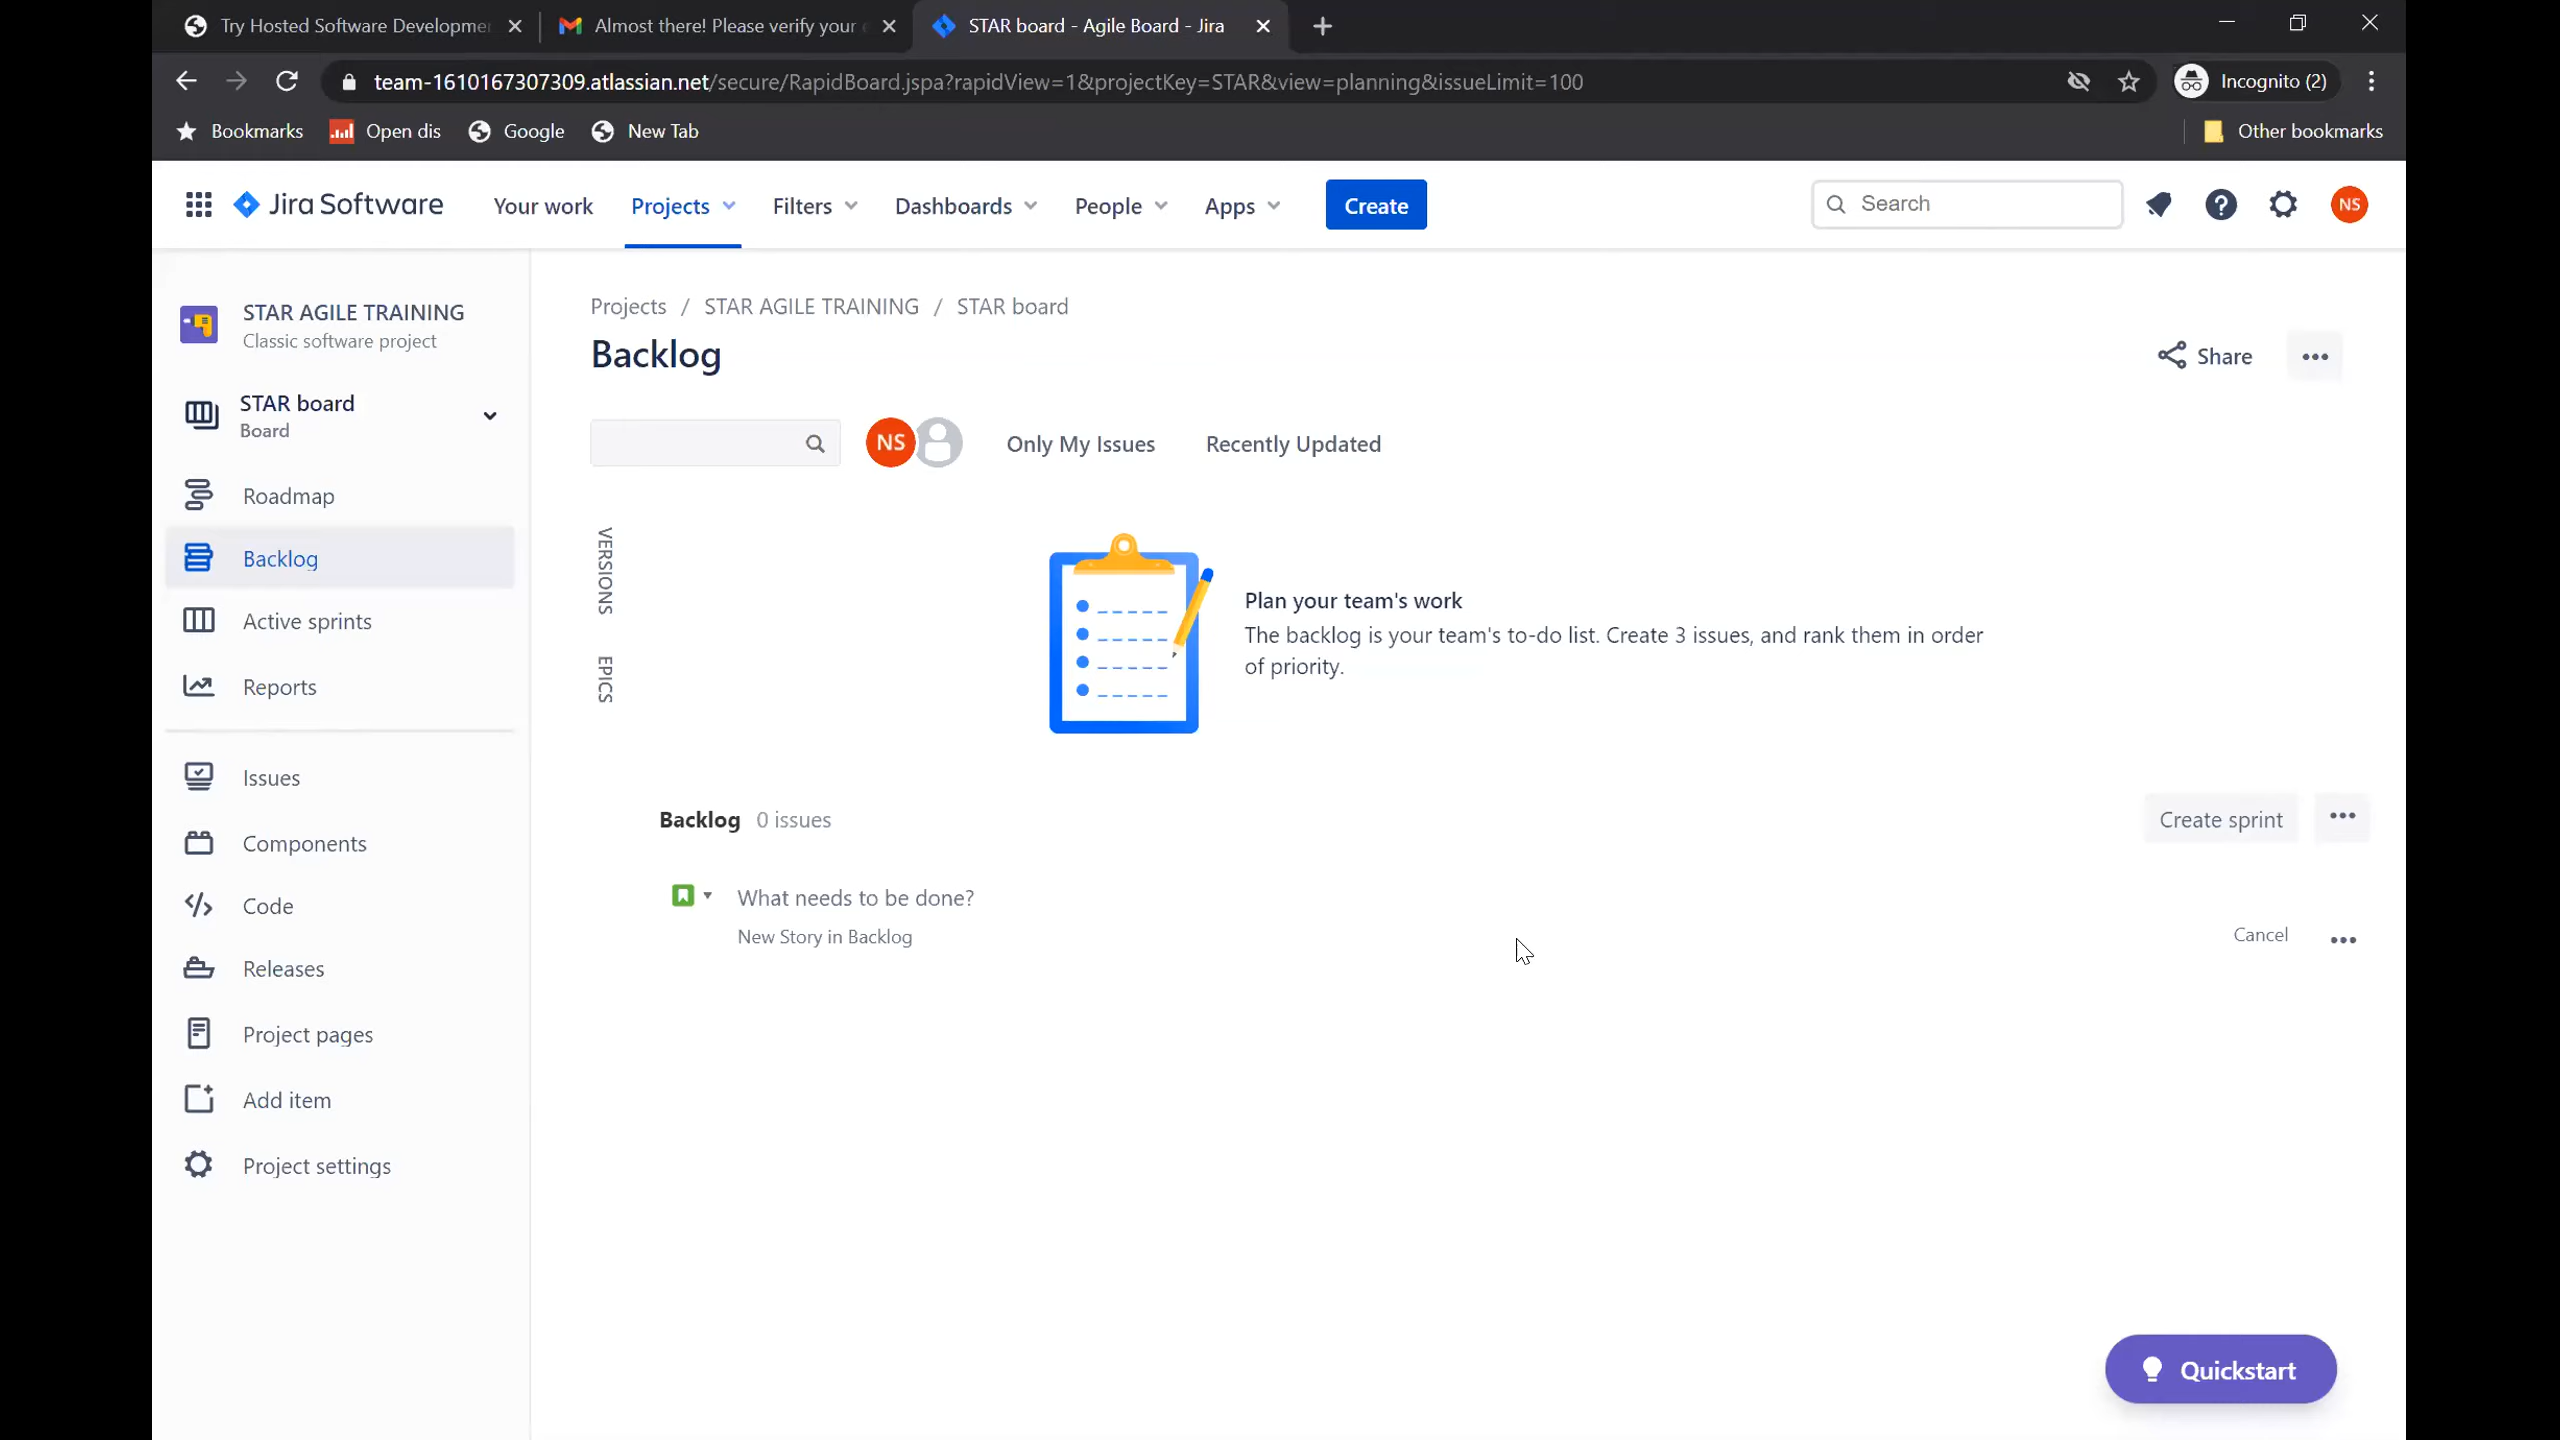 Try Hosted Software Developme
Almost there! Please verify your e
STAR board - Agile Board - Jira
team-1610167307309.atlassian.net/secure/RapidBoard.jspa?rapidView=1&projectKey=STAR&view=planning&issueLimit=100
Incognito (2)
Bookmarks
Open dis
Google
New Tab
Other bookmarks
Jira Software
Your work
Projects
Filters
Dashboards
People
Apps
Create
Search
NS
STAR AGILE TRAINING
Classic software project
STAR board
Board
Roadmap
Backlog
Active sprints
Reports
Issues
Components
Code
Releases
Project pages
Add item
Project settings
Projects / STAR AGILE TRAINING / STAR board
Backlog
Share
NS
Only My Issues
Recently Updated
VERSIONS
EPICS
Plan your team's work
The backlog is your team's to-do list. Create 3 issues, and rank them in order
of priority.
Backlog 0 issues
Create sprint
What needs to be done?
New Story in Backlog
Cancel
Quickstart